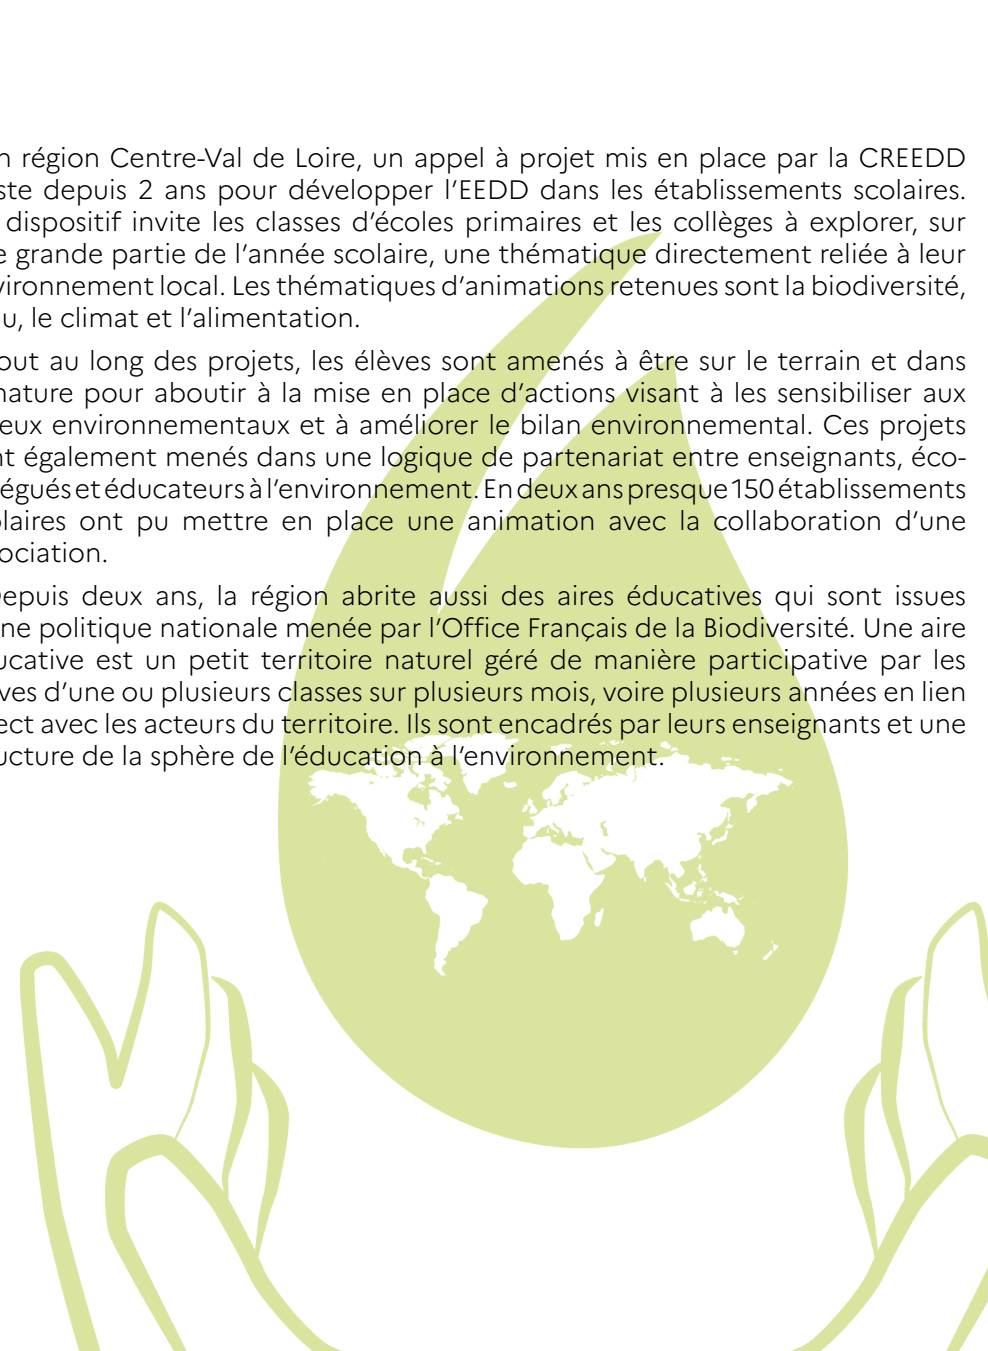 n région Centre-Val de Loire, un appel à projet mis en place par la CREEDD
ste depuis 2 ans pour développer l'EEDD dans les établissements scolaires.
dispositif invite les classes d'écoles primaires et les collèges à explorer, sur
e grande partie de l'année scolaire, une thématique directement reliée à leur
vironnement local. Les thématiques d'animations retenues sont la biodiversité,
u, le climat et l'alimentation.
out au long des projets, les élèves sont amenés à être sur le terrain et dans
nature pour aboutir à la mise en place d'actions visant à les sensibiliser aux
eux environnementaux et à améliorer le bilan environnemental. Ces projets
nt également menés dans une logique de partenariat entre enseignants, éco-
égués et éducateurs à l'environnement. En deux ans presque 150 établissements
olaires ont pu mettre en place une animation avec la collaboration d'une
ociation.
epuis deux ans, la région abrite aussi des aires éducatives qui sont issues
ne politique nationale menée par l'Office Français de la Biodiversité. Une aire
ucative est un petit territoire naturel géré de manière participative par les
ves d'une ou plusieurs classes sur plusieurs mois, voire plusieurs années en lien
ect avec les acteurs du territoire. Ils sont encadrés par leurs enseignants et une
ucture de la sphère de l'éducation à l'environnement.